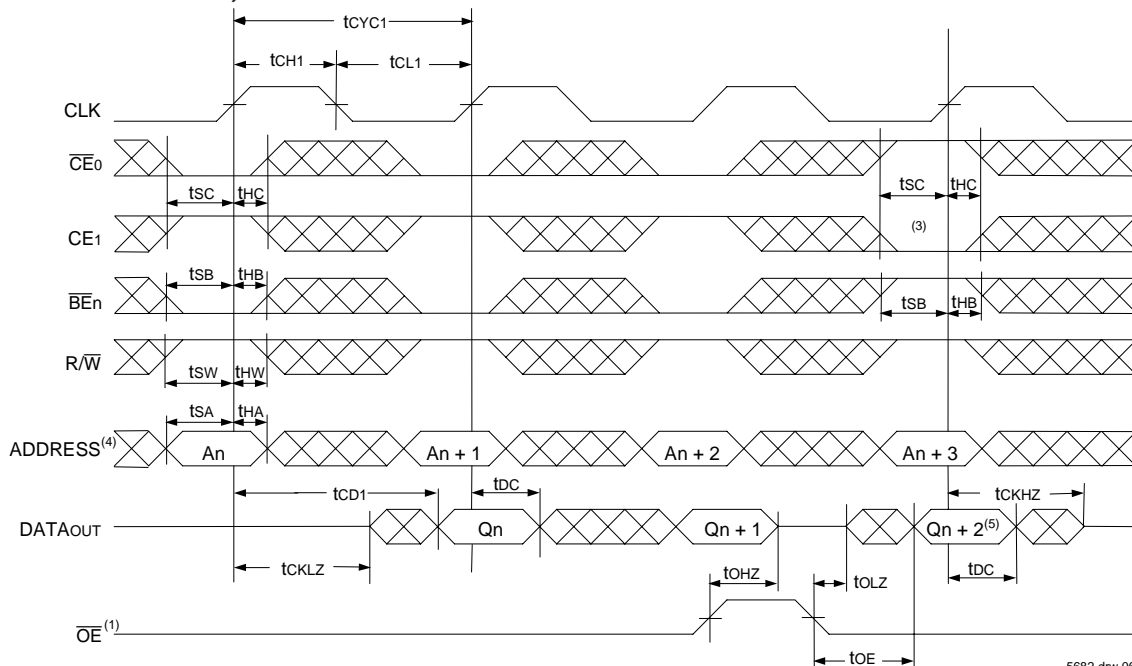 tCYC1
tCH1 tCL1
CLK
CE0
tSC tHC tSC tHC
CE1 (3)
tSB tHB
BEn tSB tHB
R/W
tSW tHW
tSA tHA
ADDRESS(4) An An + 1 An + 2 An + 3
tCD1 tDC tCKHZ
DATAOUT Qn Qn + 1 Qn + 2(5)
tCKLZ tOHZ tOLZ tDC
OE(1)
tOE